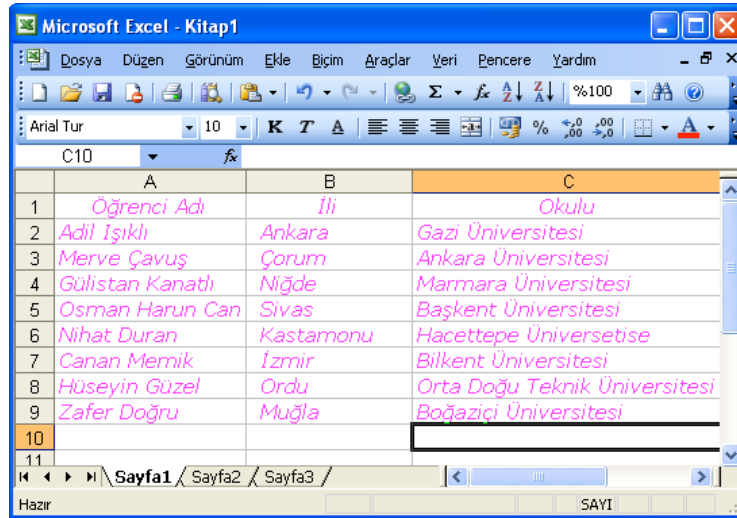 Microsoft Excel - Kitap1
Dosya Düzen Görünüm Ekle Biçim Araçlar Veri Pencere Yardım
Σ fx %100
Arial Tur 10 K T A %
C10 fx
A B C
1 Öğrenci Adı İli Okulu
2 Adil Işıklı Ankara Gazi Üniversitesi
3 Merve Çavuş Çorum Ankara Üniversitesi
4 Gülistan Kanatlı Niğde Marmara Üniversitesi
5 Osman Harun Can Sivas Başkent Üniversitesi
6 Nihat Duran Kastamonu Hacettepe Üniversetise
7 Canan Memik İzmir Bilkent Üniversitesi
8 Hüseyin Güzel Ordu Orta Doğu Teknik Üniversitesi
9 Zafer Doğru Muğla Boğaziçi Üniversitesi
10
11
Sayfa1 Sayfa2 Sayfa3
Hazır SAYI